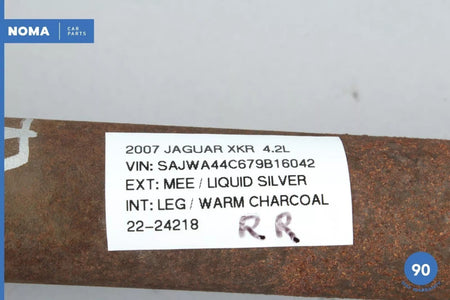 NOMA CAR PARTS
2007 JAGUAR XKR 4.2L
VIN: SAJWA44C679B16042
EXT: MEE / LIQUID SILVER
INT: LEG / WARM CHARCOAL
22-24218 RR
90